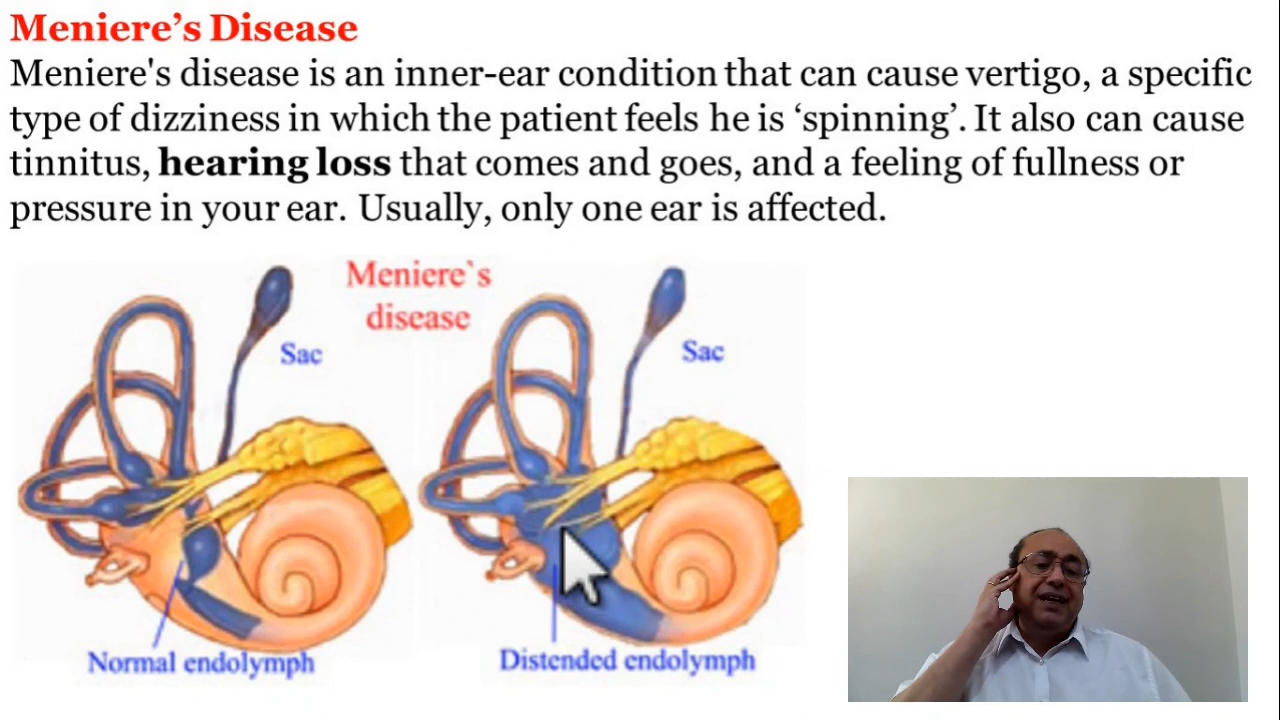 Meniere’s Disease
Meniere's disease is an inner-ear condition that can cause vertigo, a specific
type of dizziness in which the patient feels he is ‘spinning’. It also can cause
tinnitus, hearing loss that comes and goes, and a feeling of fullness or
pressure in your ear. Usually, only one ear is affected.
Meniere`s
disease
Sac
Sac
Normal endolymph
Distended endolymph